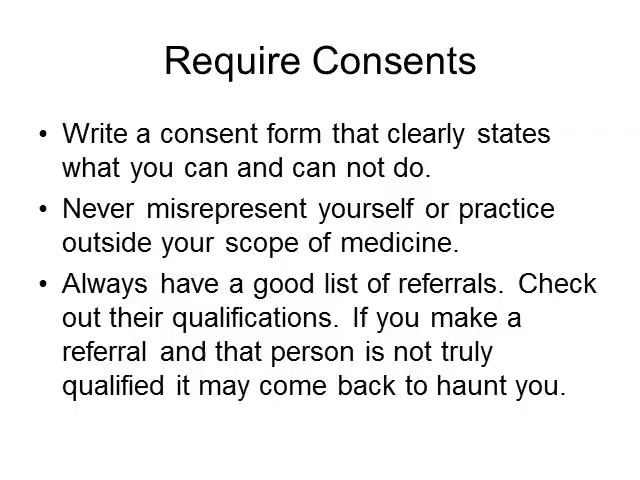 Require Consents
• Write a consent form that clearly states
what you can and can not do.
• Never misrepresent yourself or practice
outside your scope of medicine.
• Always have a good list of referrals. Check
out their qualifications. If you make a
referral and that person is not truly
qualified it may come back to haunt you.